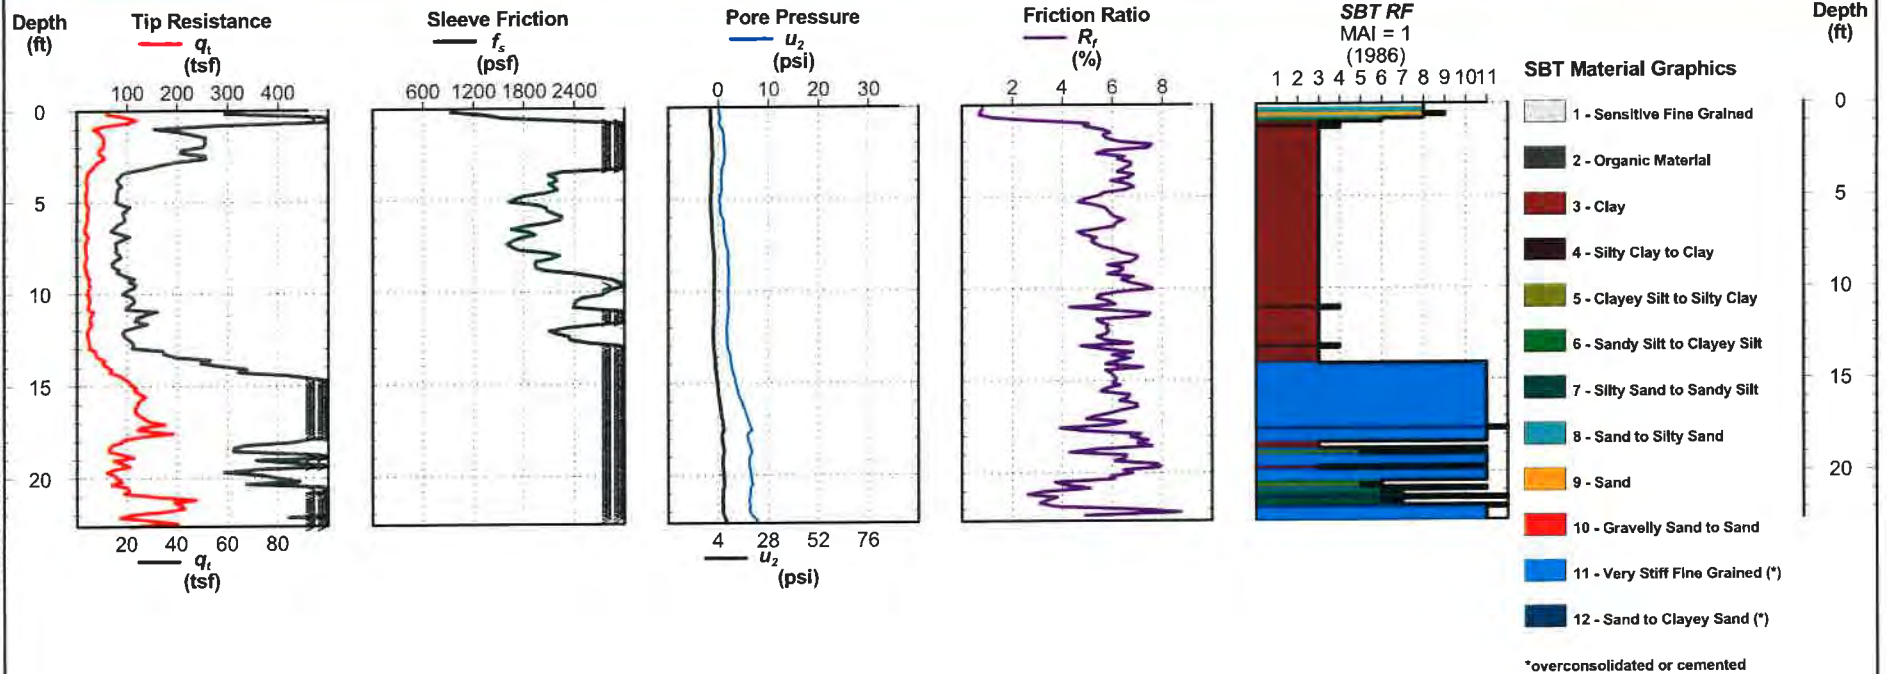 Depth
(ft)
Tip Resistance
qt
(tsf)
100 200 300 400
0
5
10
15
20
20 40 60 80
qt
(tsf)
Sleeve Friction
fs
(psf)
600 1200 1800 2400
Pore Pressure
u2
(psi)
0 10 20 30
4 28 52 76
u2
(psi)
Friction Ratio
Rf
(%)
2 4 6 8
SBT RF
MAI = 1
(1986)
1 2 3 4 5 6 7 8 9 10 11
SBT Material Graphics
1 - Sensitive Fine Grained
2 - Organic Material
3 - Clay
4 - Silty Clay to Clay
5 - Clayey Silt to Silty Clay
6 - Sandy Silt to Clayey Silt
7 - Silty Sand to Sandy Silt
8 - Sand to Silty Sand
9 - Sand
10 - Gravelly Sand to Sand
11 - Very Stiff Fine Grained (*)
12 - Sand to Clayey Sand (*)
*overconsolidated or cemented
Depth
(ft)
0
5
10
15
20